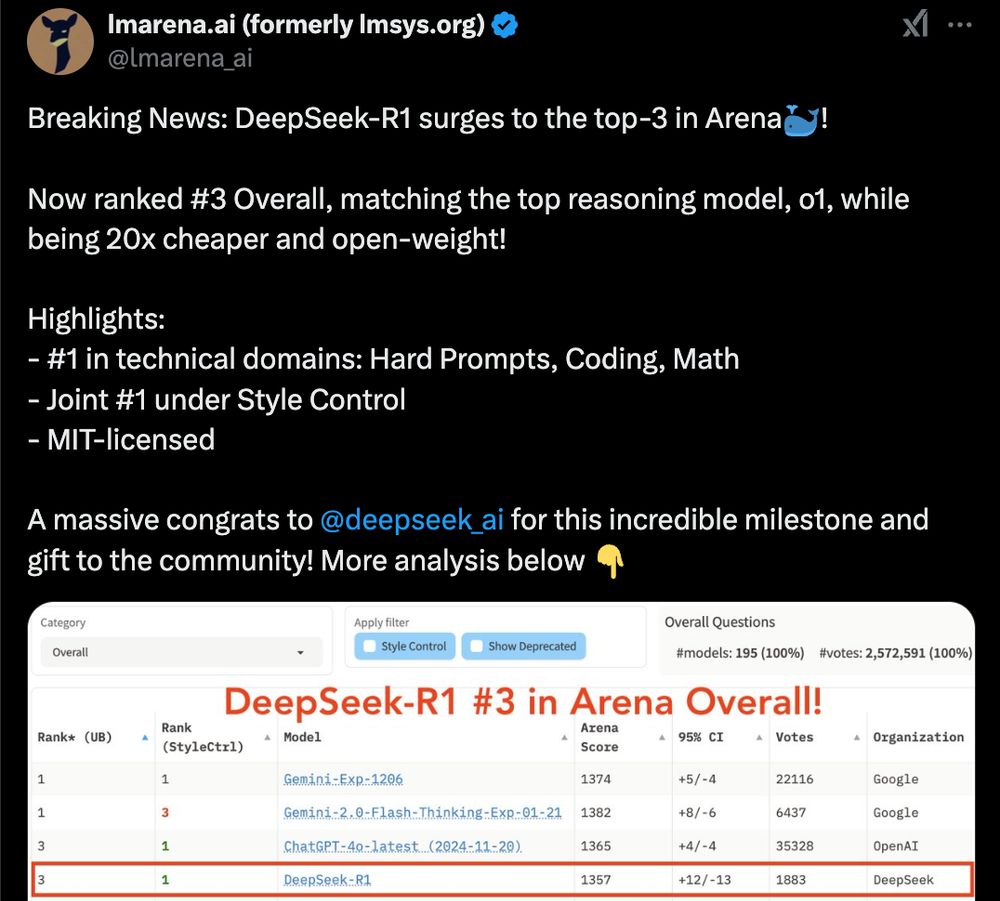 lmarena.ai (formerly lmsys.org)
@lmarena_ai
Breaking News: DeepSeek-R1 surges to the top-3 in Arena🐳!
Now ranked #3 Overall, matching the top reasoning model, o1, while
being 20x cheaper and open-weight!
Highlights:
- #1 in technical domains: Hard Prompts, Coding, Math
- Joint #1 under Style Control
- MIT-licensed
A massive congrats to @deepseek_ai for this incredible milestone and
gift to the community! More analysis below 👇
Category
Overall
Apply filter
Style Control Show Deprecated
Overall Questions
#models: 195 (100%) #votes: 2,572,591 (100%)
DeepSeek-R1 #3 in Arena Overall!
Rank* (UB) Rank (StyleCtrl) Model Arena Score 95% CI Votes Organization
1 1 Gemini-Exp-1206 1374 +5/-4 22116 Google
1 3 Gemini-2.0-Flash-Thinking-Exp-01-21 1382 +8/-6 6437 Google
3 1 ChatGPT-4o-latest (2024-11-20) 1365 +4/-4 35328 OpenAI
3 1 DeepSeek-R1 1357 +12/-13 1883 DeepSeek